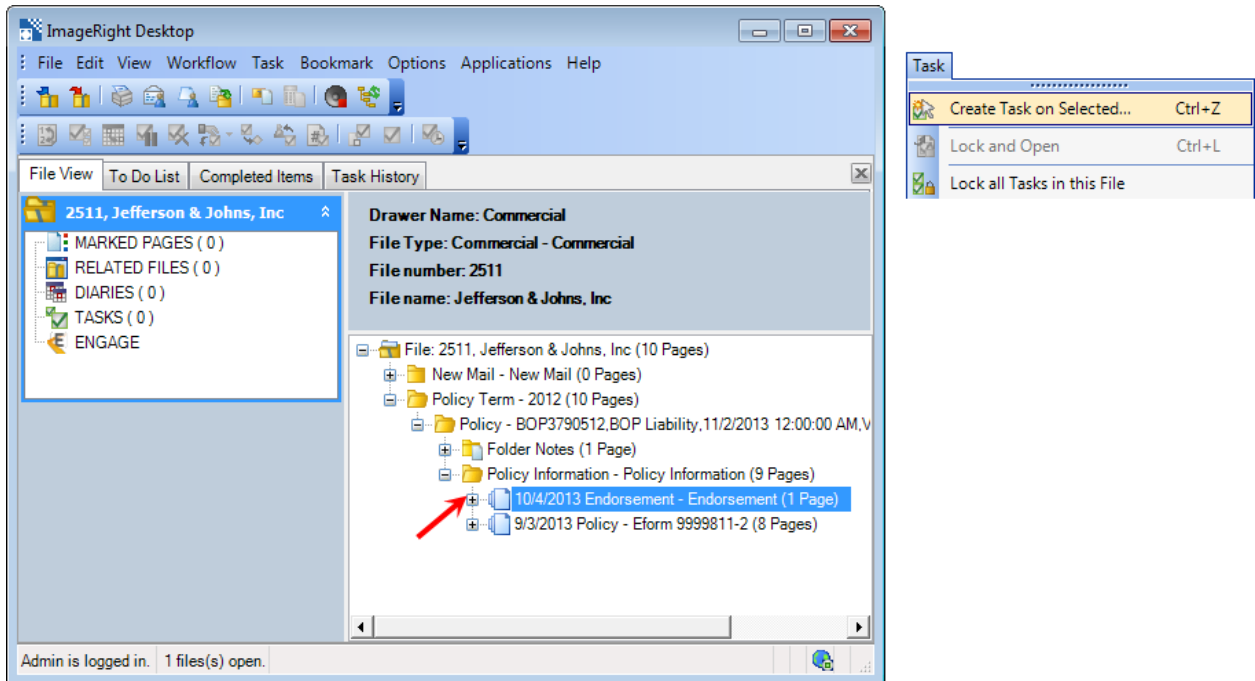 ImageRight Desktop
File Edit View Workflow Task Bookmark Options Applications Help
File View To Do List Completed Items Task History
2511, Jefferson & Johns, Inc
MARKED PAGES ( 0 )
RELATED FILES ( 0 )
DIARIES ( 0 )
TASKS ( 0 )
ENGAGE
Drawer Name: Commercial
File Type: Commercial - Commercial
File number: 2511
File name: Jefferson & Johns, Inc
File: 2511, Jefferson & Johns, Inc (10 Pages)
New Mail - New Mail (0 Pages)
Policy Term - 2012 (10 Pages)
Policy - BOP3790512,BOP Liability,11/2/2013 12:00:00 AM,V
Folder Notes (1 Page)
Policy Information - Policy Information (9 Pages)
10/4/2013 Endorsement - Endorsement (1 Page)
9/3/2013 Policy - Eform 9999811-2 (8 Pages)
Admin is logged in. 1 files(s) open.
Task
Create Task on Selected... Ctrl+Z
Lock and Open Ctrl+L
Lock all Tasks in this File